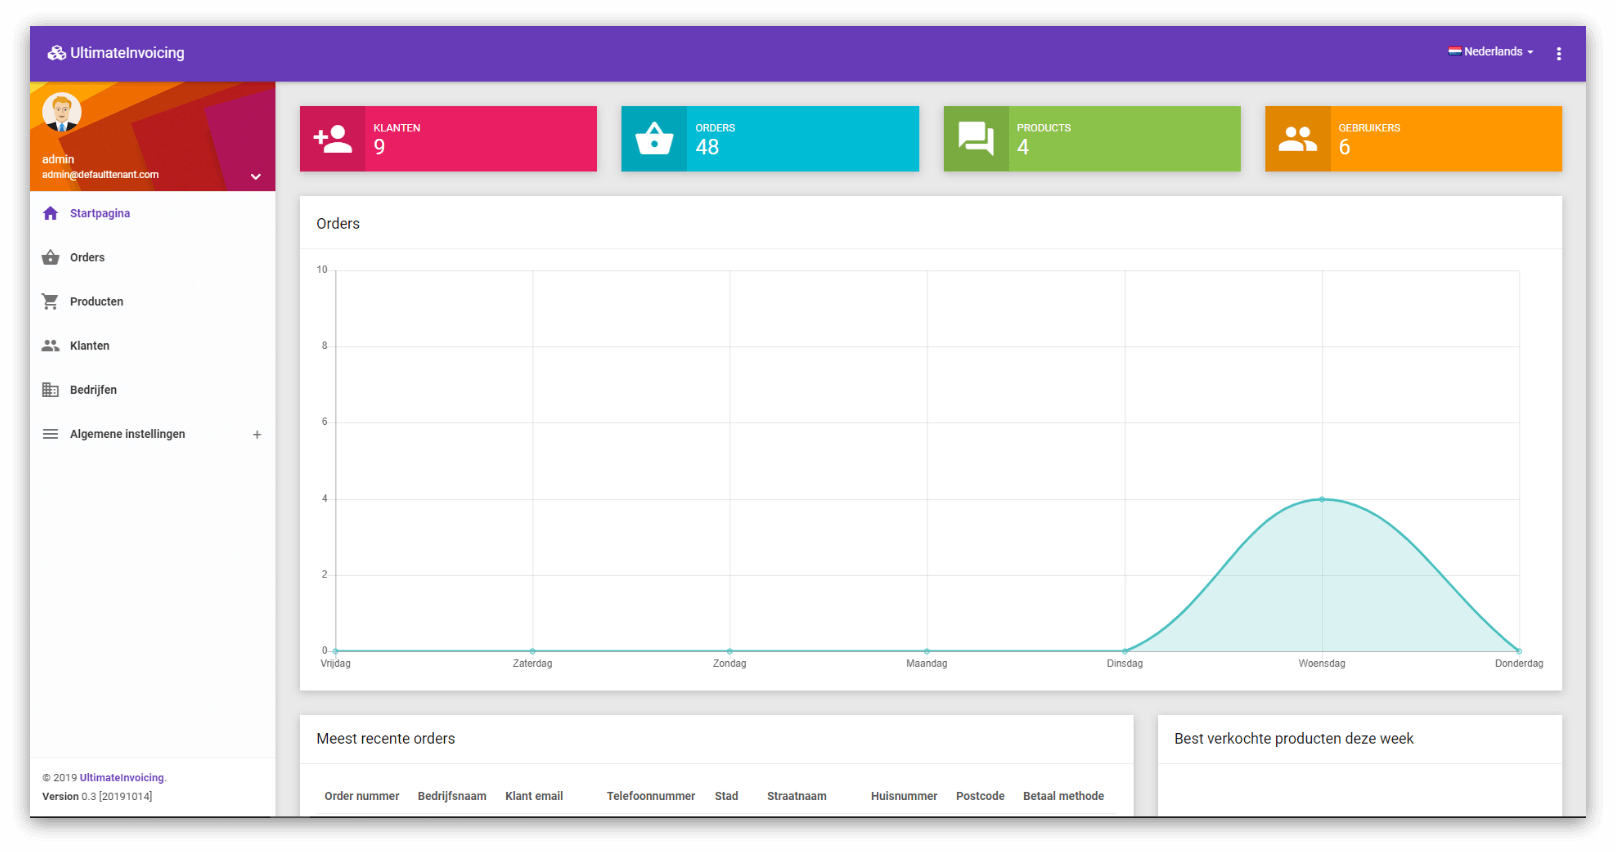 UltimateInvoicing
Nederlands
admin
admin@defaulttenant.com
Startpagina
Orders
Producten
Klanten
Bedrijfen
Algemene instellingen +
© 2019 UltimateInvoicing.
Version 0.3 [20191014]
KLANTEN
9
ORDERS
48
PRODUCTS
4
GEBRUIKERS
6
Orders
10
8
6
4
2
0
Vrijdag Zaterdag Zondag Maandag Dinsdag Woensdag Donderdag
Meest recente orders
Order nummer Bedrijfsnaam Klant email Telefoonnummer Stad Straatnaam Huisnummer Postcode Betaal methode
Best verkochte producten deze week